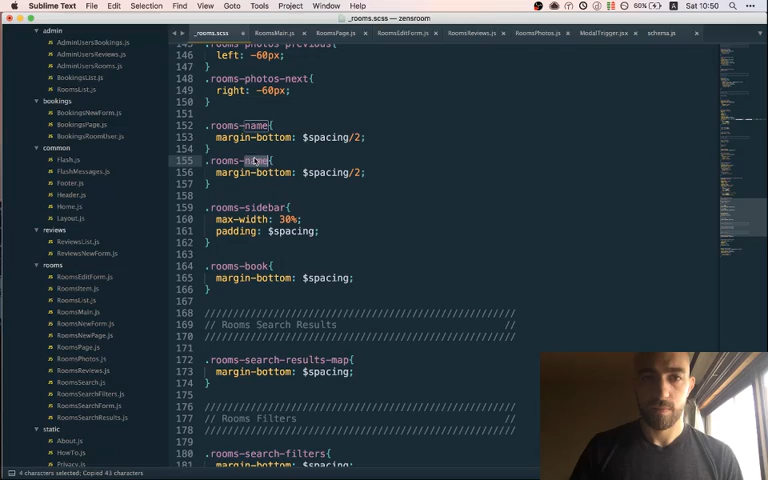 Sublime Text File Edit Selection Find View Goto Tools Project Window Help 60% Sat 10:50
_rooms.scss — zensroom
_rooms.scss RoomsMain.js RoomsPage.js RoomsEditForm.js RoomsReviews.js RoomsPhotos.js ModalTrigger.jsx schema.js
admin
AdminUsersBookings.js
AdminUsersReviews.js
AdminUsersRooms.js
BookingsList.js
RoomsList.js
bookings
BookingsNewForm.js
BookingsPage.js
BookingsRoomUser.js
common
Flash.js
FlashMessages.js
Footer.js
Header.js
Home.js
Layout.js
reviews
ReviewsList.js
ReviewsNewForm.js
rooms
RoomsEditForm.js
RoomsItem.js
RoomsList.js
RoomsMain.js
RoomsNewForm.js
RoomsNewPage.js
RoomsPage.js
RoomsPhotos.js
RoomsReviews.js
RoomsSearch.js
RoomsSearchFilters.js
RoomsSearchForm.js
RoomsSearchResults.js
static
About.js
HowTo.js
Privacy.js
145 .rooms-photos-previous{
146 left: -60px;
147 }
148 .rooms-photos-next{
149 right: -60px;
150 }
151
152 .rooms-name{
153 margin-bottom: $spacing/2;
154 }
155 .rooms-name{
156 margin-bottom: $spacing/2;
157 }
158
159 .rooms-sidebar{
160 max-width: 30%;
161 padding: $spacing;
162 }
163
164 .rooms-book{
165 margin-bottom: $spacing;
166 }
167
168 ////////////////////////////////////////////////////
169 // Rooms Search Results //
170 ////////////////////////////////////////////////////
171
172 .rooms-search-results-map{
173 margin-bottom: $spacing;
174 }
175
176 ////////////////////////////////////////////////////
177 // Rooms Filters //
178 ////////////////////////////////////////////////////
179
180 .rooms-search-filters{
181 margin-bottom: $spacing;
4 characters selected; Copied 43 characters